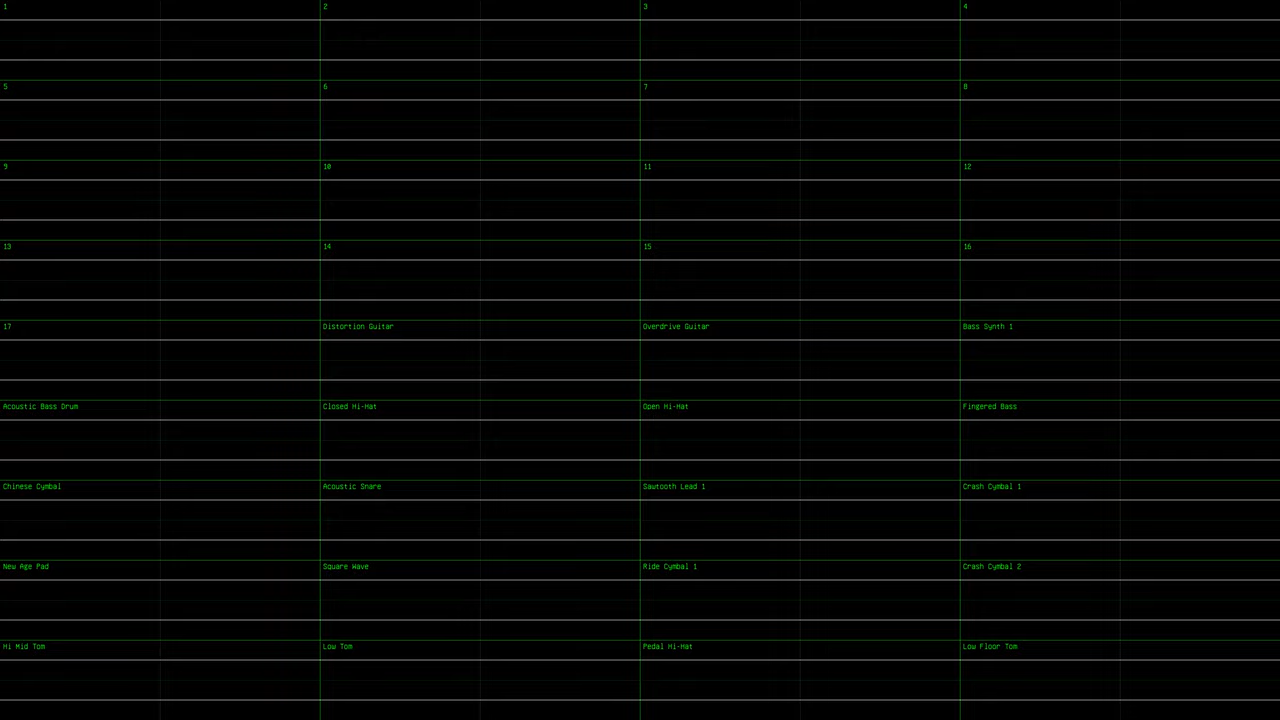 1 2 3 4
5 6 7 8
9 10 11 12
13 14 15 16
17 Distortion Guitar Overdrive Guitar Bass Synth 1
Acoustic Bass Drum Closed Hi-Hat Open Hi-Hat Fingered Bass
Chinese Cymbal Acoustic Snare Sawtooth Lead 1 Crash Cymbal 1
New Age Pad Square Wave Ride Cymbal 1 Crash Cymbal 2
Hi Mid Tom Low Tom Pedal Hi-Hat Low Floor Tom